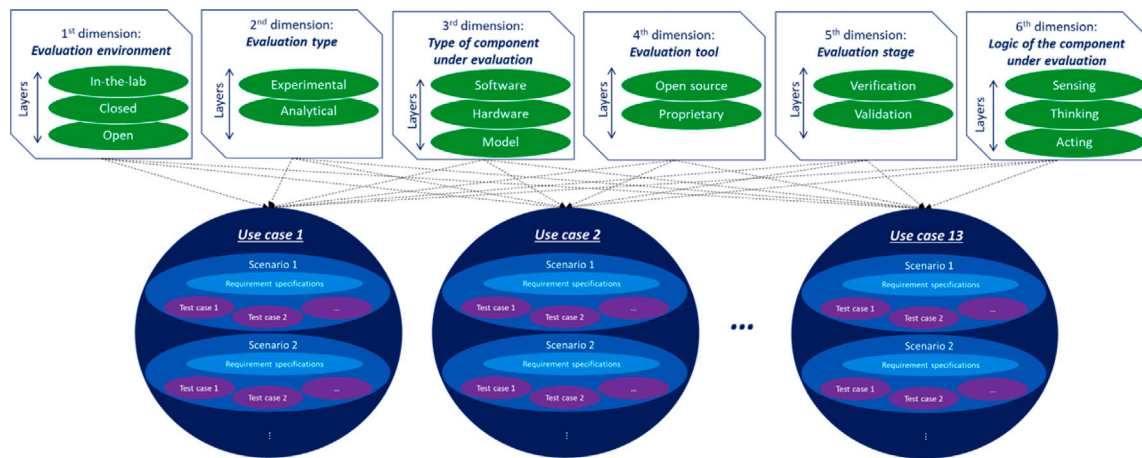 1st dimension:
Evaluation environment
Layers
In-the-lab
Closed
Open
2nd dimension:
Evaluation type
Layers
Experimental
Analytical
3rd dimension:
Type of component
under evaluation
Layers
Software
Hardware
Model
4th dimension:
Evaluation tool
Layers
Open source
Proprietary
5th dimension:
Evaluation stage
Layers
Verification
Validation
6th dimension:
Logic of the component
under evaluation
Layers
Sensing
Thinking
Acting
Use case 1
Scenario 1
Requirement specifications
Test case 1
Test case 2
...
Scenario 2
Requirement specifications
Test case 1
Test case 2
...
⋮
Use case 2
Scenario 1
Requirement specifications
Test case 1
Test case 2
...
Scenario 2
Requirement specifications
Test case 1
Test case 2
...
⋮
...
Use case 13
Scenario 1
Requirement specifications
Test case 1
Test case 2
...
Scenario 2
Requirement specifications
Test case 1
Test case 2
...
⋮